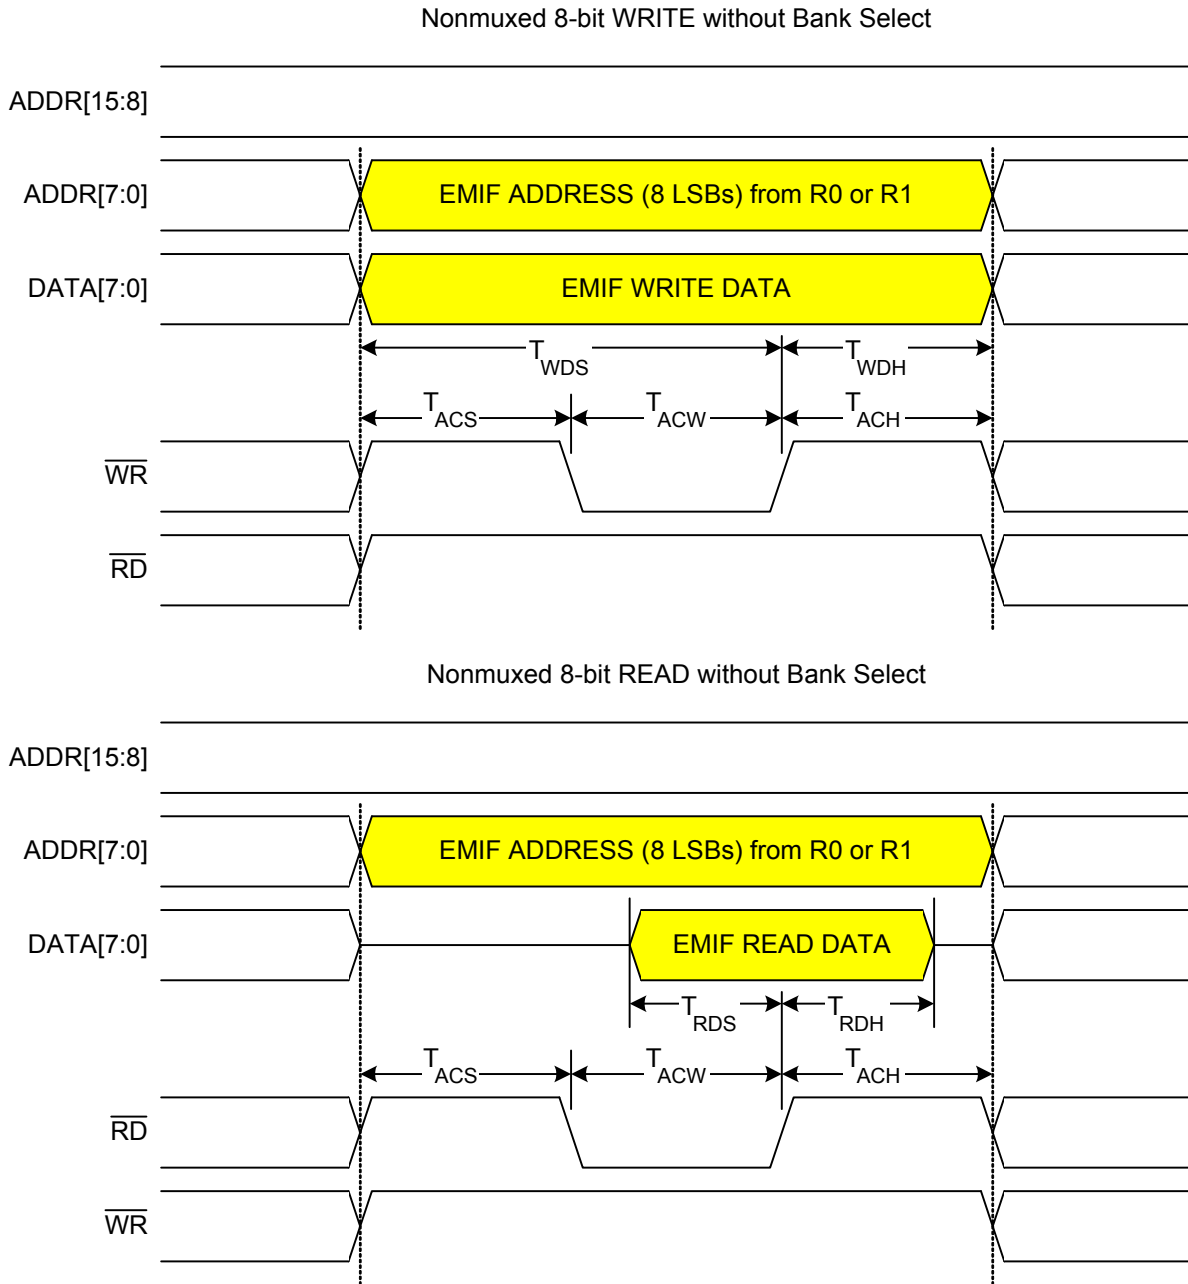 Nonmuxed 8-bit WRITE without Bank Select
ADDR[15:8]
ADDR[7:0] EMIF ADDRESS (8 LSBs) from R0 or R1
DATA[7:0] EMIF WRITE DATA
TWDS TWDH
TACS TACW TACH
WR
RD
Nonmuxed 8-bit READ without Bank Select
ADDR[15:8]
ADDR[7:0] EMIF ADDRESS (8 LSBs) from R0 or R1
DATA[7:0] EMIF READ DATA
TRDS TRDH
TACS TACW TACH
RD
WR